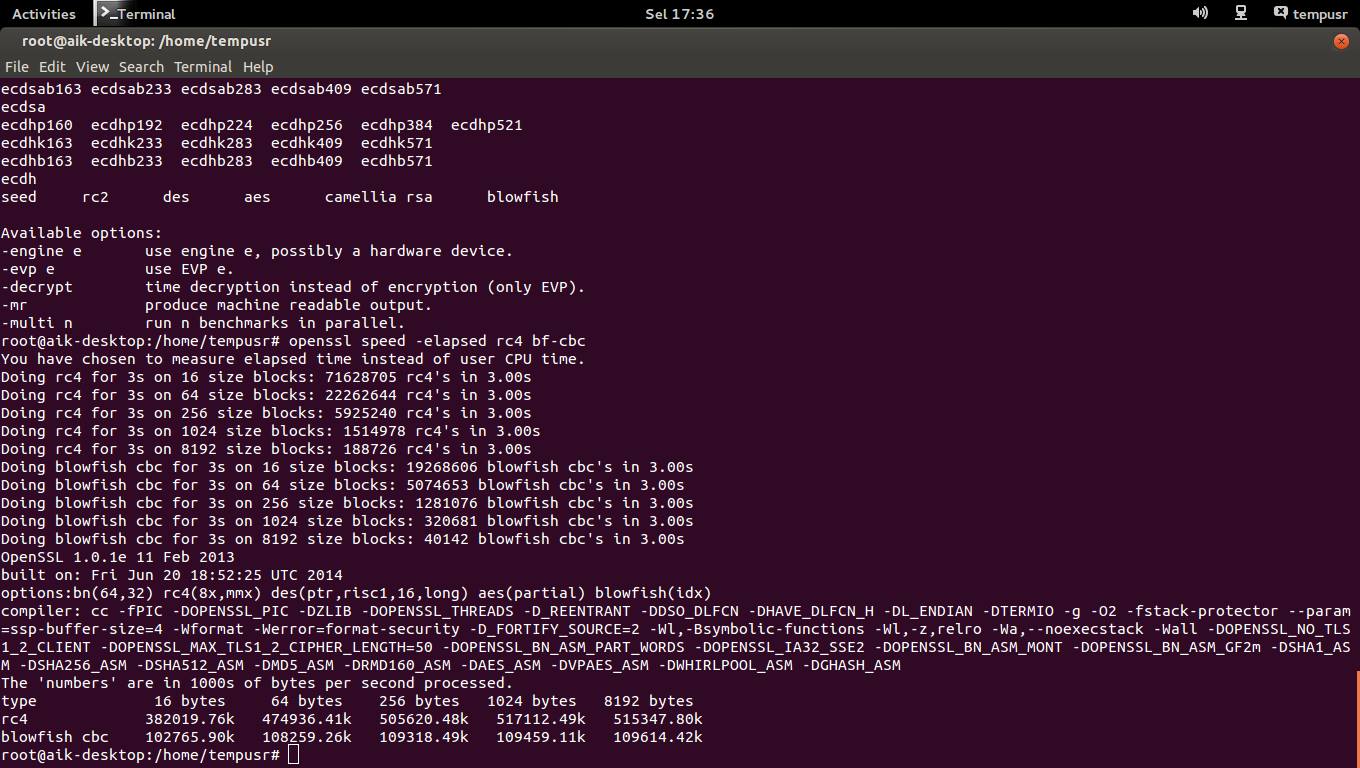 Activities Terminal Sel 17:36 tempusr
root@aik-desktop: /home/tempusr
File Edit View Search Terminal Help
ecdsab163 ecdsab233 ecdsab283 ecdsab409 ecdsab571
ecdsa
ecdhp160  ecdhp192  ecdhp224  ecdhp256  ecdhp384  ecdhp521
ecdhk163  ecdhk233  ecdhk283  ecdhk409  ecdhk571
ecdhb163  ecdhb233  ecdhb283  ecdhb409  ecdhb571
ecdh
seed     rc2      des      aes      camellia rsa      blowfish
Available options:
-engine e       use engine e, possibly a hardware device.
-evp e          use EVP e.
-decrypt        time decryption instead of encryption (only EVP).
-mr             produce machine readable output.
-multi n        run n benchmarks in parallel.
root@aik-desktop:/home/tempusr# openssl speed -elapsed rc4 bf-cbc
You have chosen to measure elapsed time instead of user CPU time.
Doing rc4 for 3s on 16 size blocks: 71628705 rc4's in 3.00s
Doing rc4 for 3s on 64 size blocks: 22262644 rc4's in 3.00s
Doing rc4 for 3s on 256 size blocks: 5925240 rc4's in 3.00s
Doing rc4 for 3s on 1024 size blocks: 1514978 rc4's in 3.00s
Doing rc4 for 3s on 8192 size blocks: 188726 rc4's in 3.00s
Doing blowfish cbc for 3s on 16 size blocks: 19268606 blowfish cbc's in 3.00s
Doing blowfish cbc for 3s on 64 size blocks: 5074653 blowfish cbc's in 3.00s
Doing blowfish cbc for 3s on 256 size blocks: 1281076 blowfish cbc's in 3.00s
Doing blowfish cbc for 3s on 1024 size blocks: 320681 blowfish cbc's in 3.00s
Doing blowfish cbc for 3s on 8192 size blocks: 40142 blowfish cbc's in 3.00s
OpenSSL 1.0.1e 11 Feb 2013
built on: Fri Jun 20 18:52:25 UTC 2014
options:bn(64,32) rc4(8x,mmx) des(ptr,risc1,16,long) aes(partial) blowfish(idx)
compiler: cc -fPIC -DOPENSSL_PIC -DZLIB -DOPENSSL_THREADS -D_REENTRANT -DDSO_DLFCN -DHAVE_DLFCN_H -DL_ENDIAN -DTERMIO -g -O2 -fstack-protector --param
=ssp-buffer-size=4 -Wformat -Werror=format-security -D_FORTIFY_SOURCE=2 -Wl,-Bsymbolic-functions -Wl,-z,relro -Wa,--noexecstack -Wall -DOPENSSL_NO_TLS
1_2_CLIENT -DOPENSSL_MAX_TLS1_2_CIPHER_LENGTH=50 -DOPENSSL_BN_ASM_PART_WORDS -DOPENSSL_IA32_SSE2 -DOPENSSL_BN_ASM_MONT -DOPENSSL_BN_ASM_GF2m -DSHA1_AS
M -DSHA256_ASM -DSHA512_ASM -DMD5_ASM -DRMD160_ASM -DAES_ASM -DVPAES_ASM -DWHIRLPOOL_ASM -DGHASH_ASM
The 'numbers' are in 1000s of bytes per second processed.
type             16 bytes     64 bytes    256 bytes   1024 bytes   8192 bytes
rc4             382019.76k   474936.41k   505620.48k   517112.49k   515347.80k
blowfish cbc    102765.90k   108259.26k   109318.49k   109459.11k   109614.42k
root@aik-desktop:/home/tempusr#